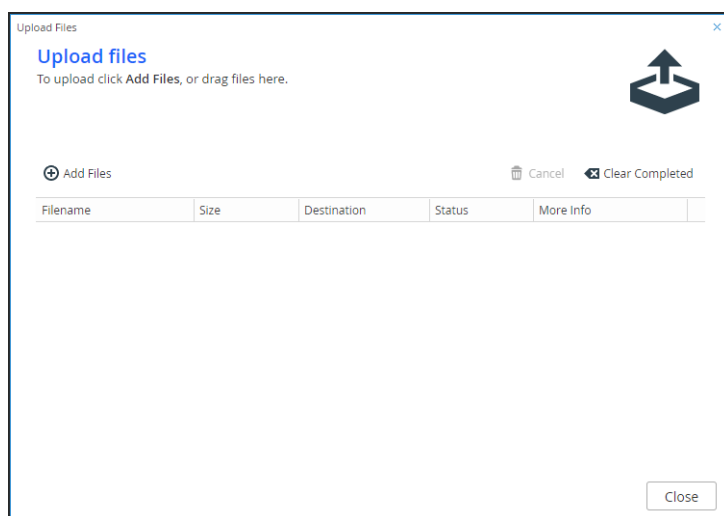 Upload Files
Upload files
To upload click Add Files, or drag files here.
Add Files Cancel Clear Completed
Filename Size Destination Status More Info
Close